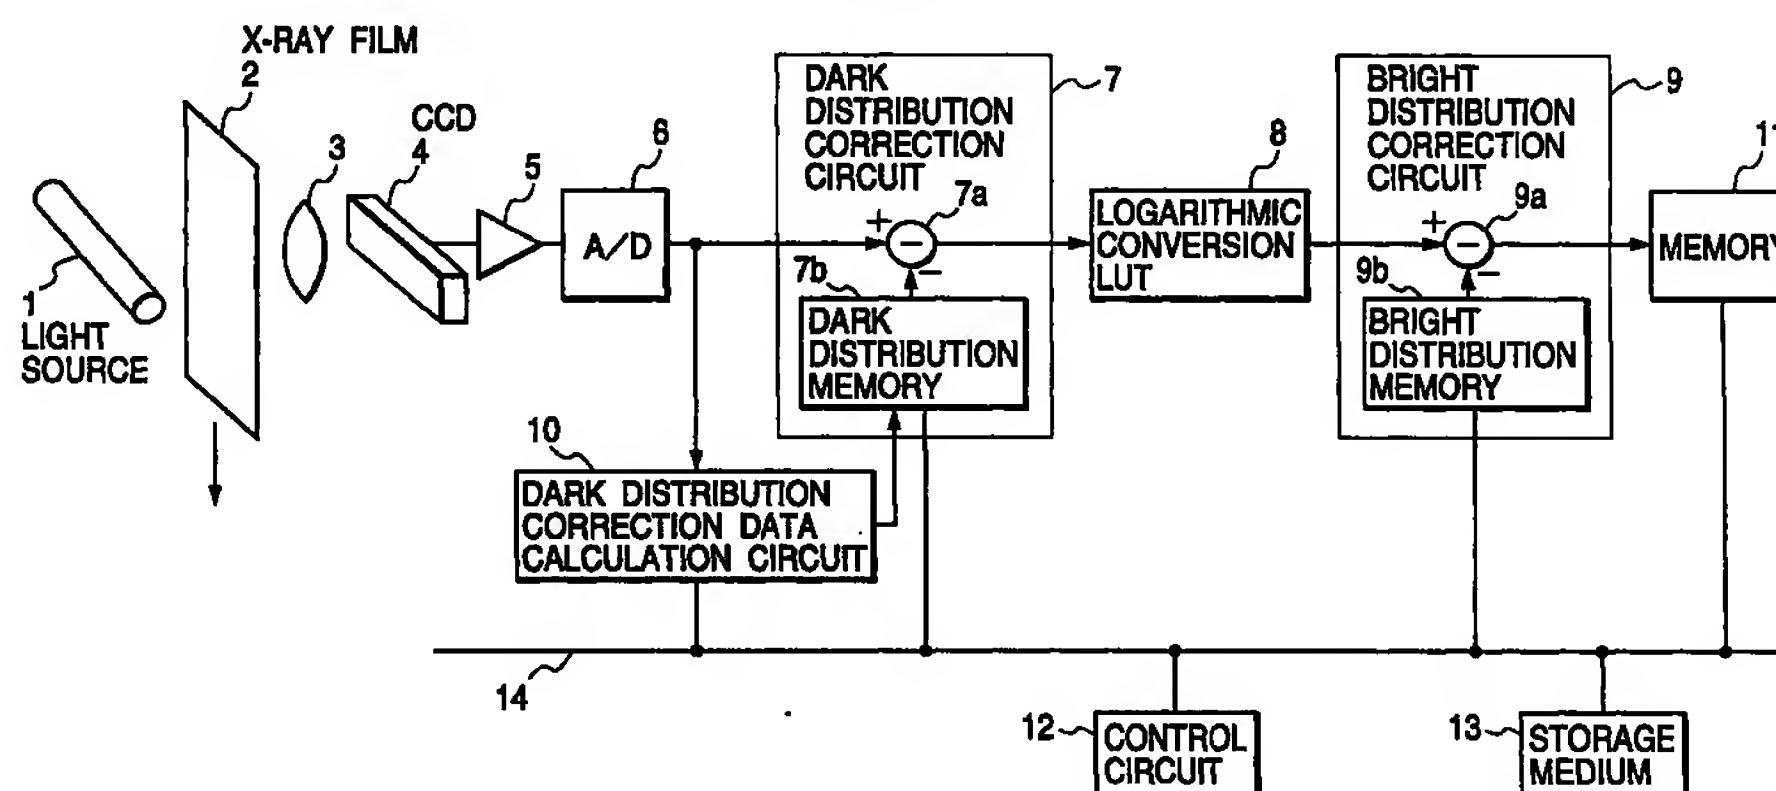 X-RAY FILM
2
CCD
4
3
5
6
A/D
1
LIGHT
SOURCE
DARK
DISTRIBUTION
CORRECTION
CIRCUIT
7
+
7a
−
−
7b
DARK
DISTRIBUTION
MEMORY
8
LOGARITHMIC
CONVERSION
LUT
BRIGHT
DISTRIBUTION
CORRECTION
CIRCUIT
9
+
9a
−
−
9b
BRIGHT
DISTRIBUTION
MEMORY
MEMORY
10
DARK DISTRIBUTION
CORRECTION DATA
CALCULATION CIRCUIT
14
12
CONTROL
CIRCUIT
13
STORAGE
MEDIUM